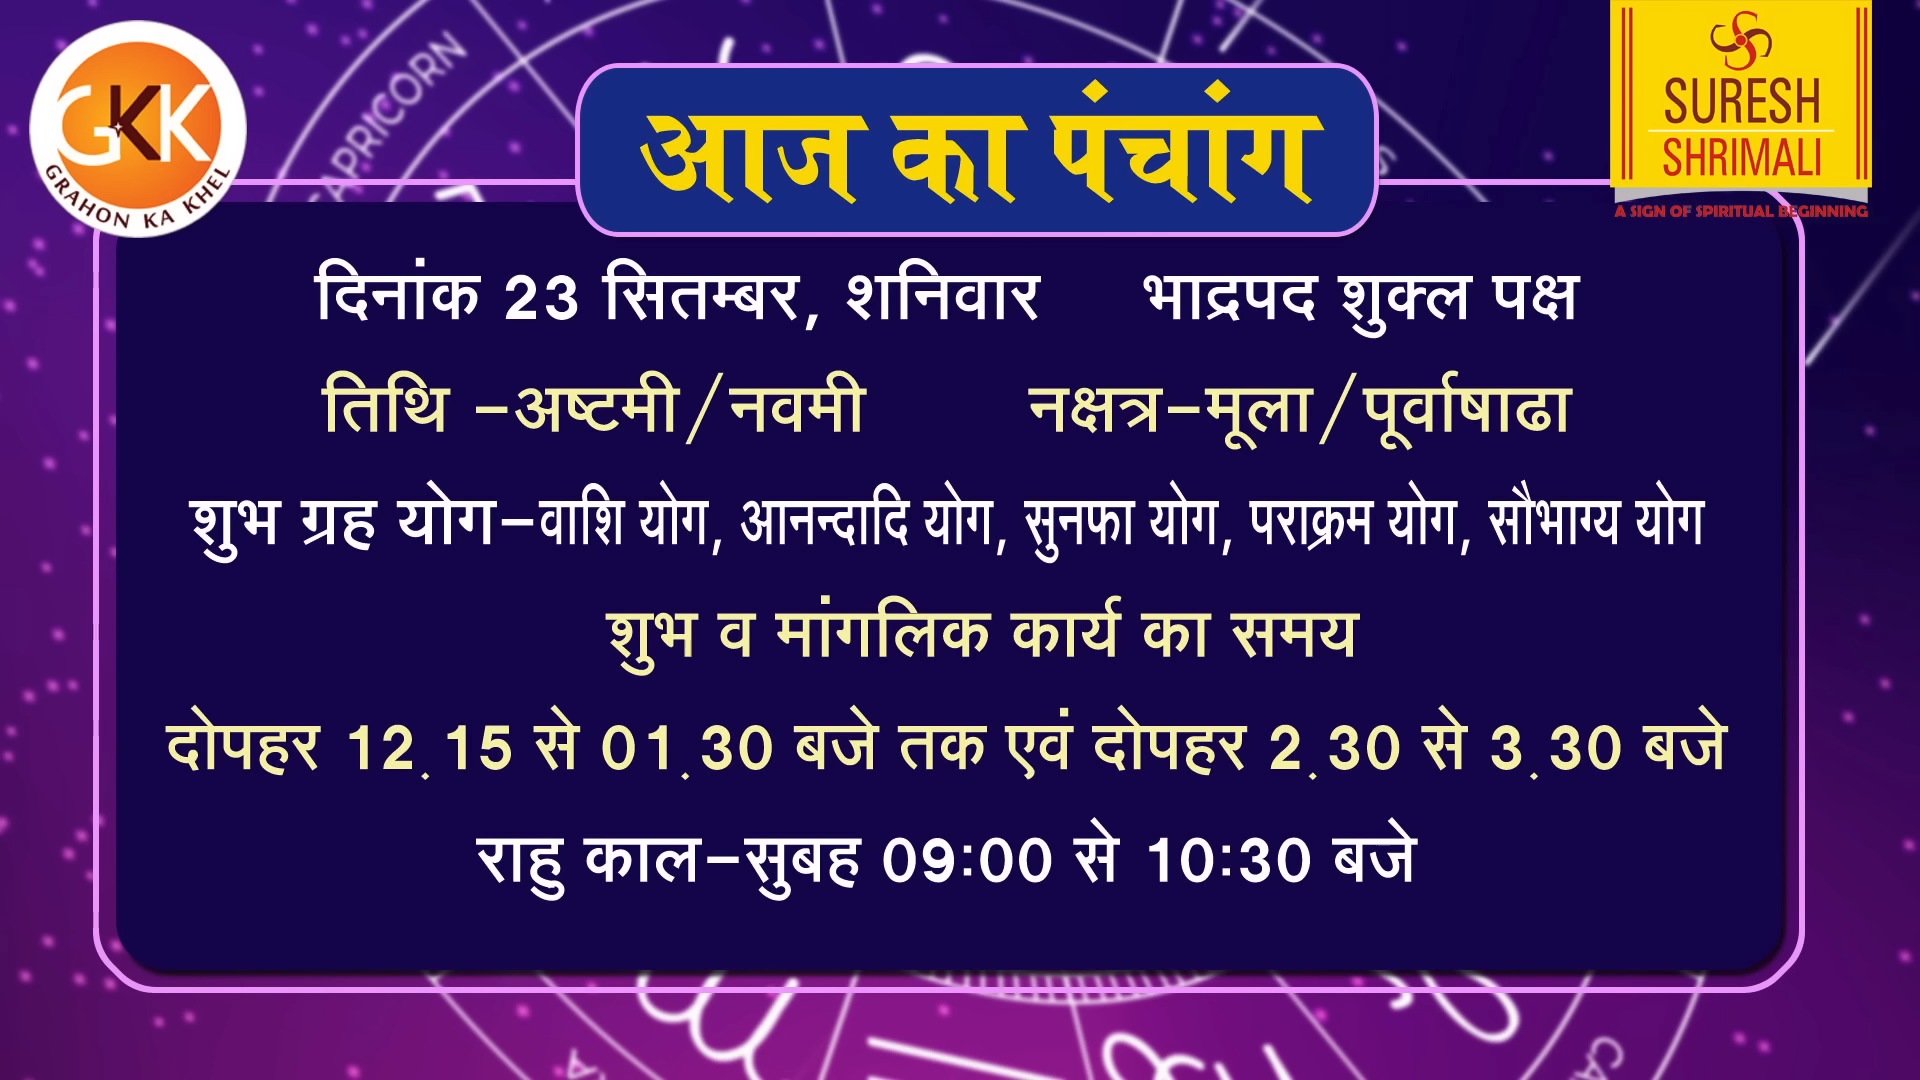 GKK
GRAHON KA KHEL
CAPRICORN
SURESH
SHRIMALI
A SIGN OF SPIRITUAL BEGINNING
आज का पंचांग
दिनांक 23 सितम्बर, शनिवार भाद्रपद शुक्ल पक्ष
तिथि -अष्टमी/नवमी नक्षत्र-मूला/पूर्वाषाढा
शुभ ग्रह योग-वाशि योग, आनन्दादि योग, सुनफा योग, पराक्रम योग, सौभाग्य योग
शुभ व मांगलिक कार्य का समय
दोपहर 12.15 से 01.30 बजे तक एवं दोपहर 2.30 से 3.30 बजे
राहु काल-सुबह 09:00 से 10:30 बजे